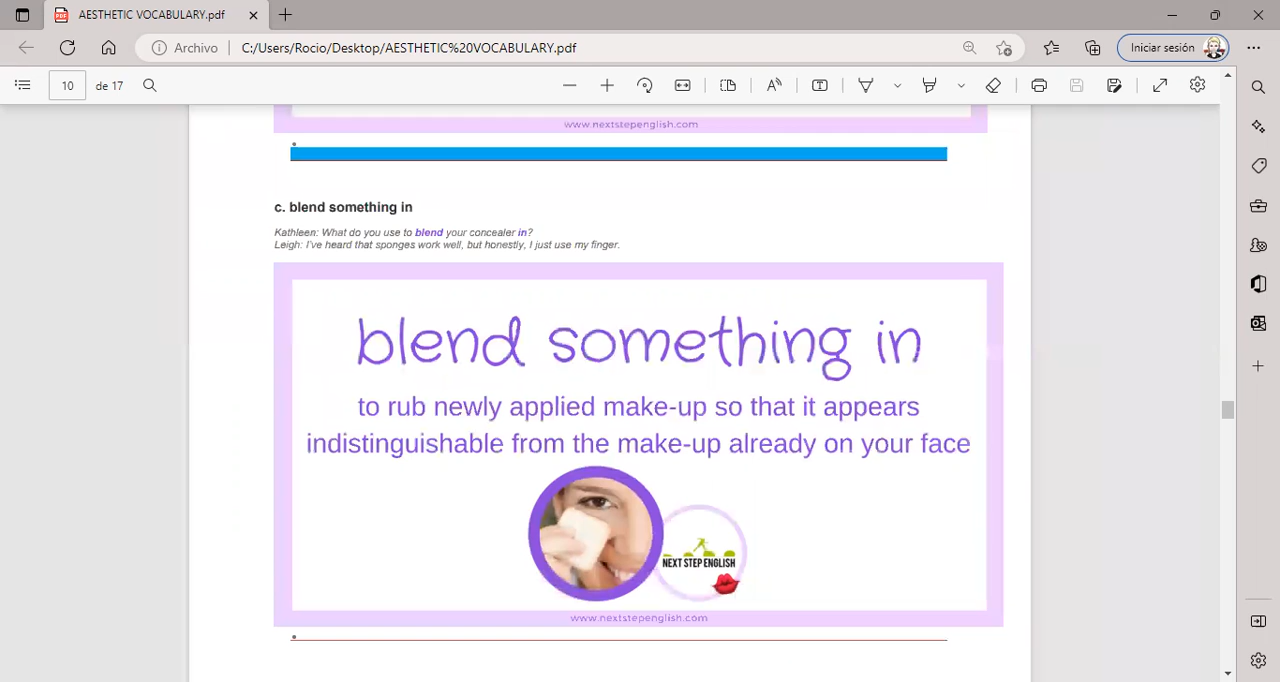 AESTHETIC VOCABULARY.pdf
Archivo
C:/Users/Rocio/Desktop/AESTHETIC%20VOCABULARY.pdf
Iniciar sesión
10 de 17
www.nextstepenglish.com
c. blend something in
Kathleen: What do you use to blend your concealer in?
Leigh: I've heard that sponges work well, but honestly, I just use my finger.
blend something in
to rub newly applied make-up so that it appears
indistinguishable from the make-up already on your face
NEXT STEP ENGLISH
www.nextstepenglish.com